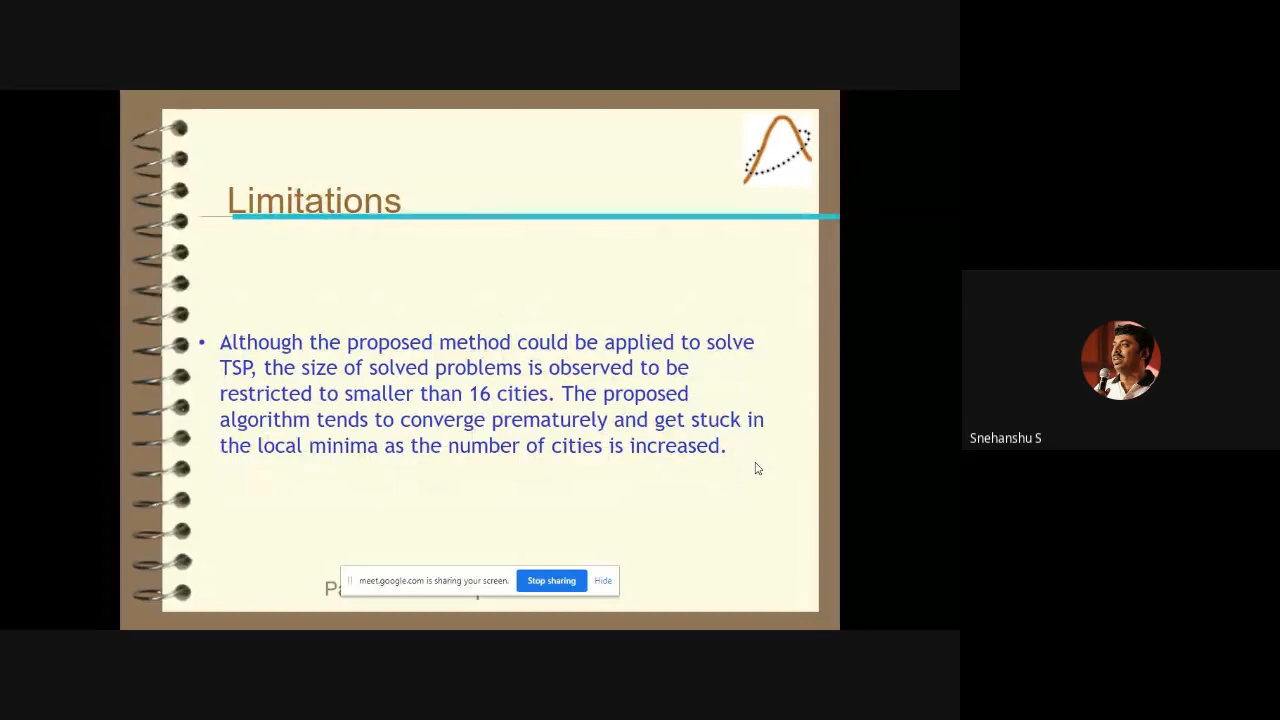 Limitations
• Although the proposed method could be applied to solve
TSP, the size of solved problems is observed to be
restricted to smaller than 16 cities. The proposed
algorithm tends to converge prematurely and get stuck in
the local minima as the number of cities is increased.
meet.google.com is sharing your screen.
Stop sharing
Hide
Snehanshu S